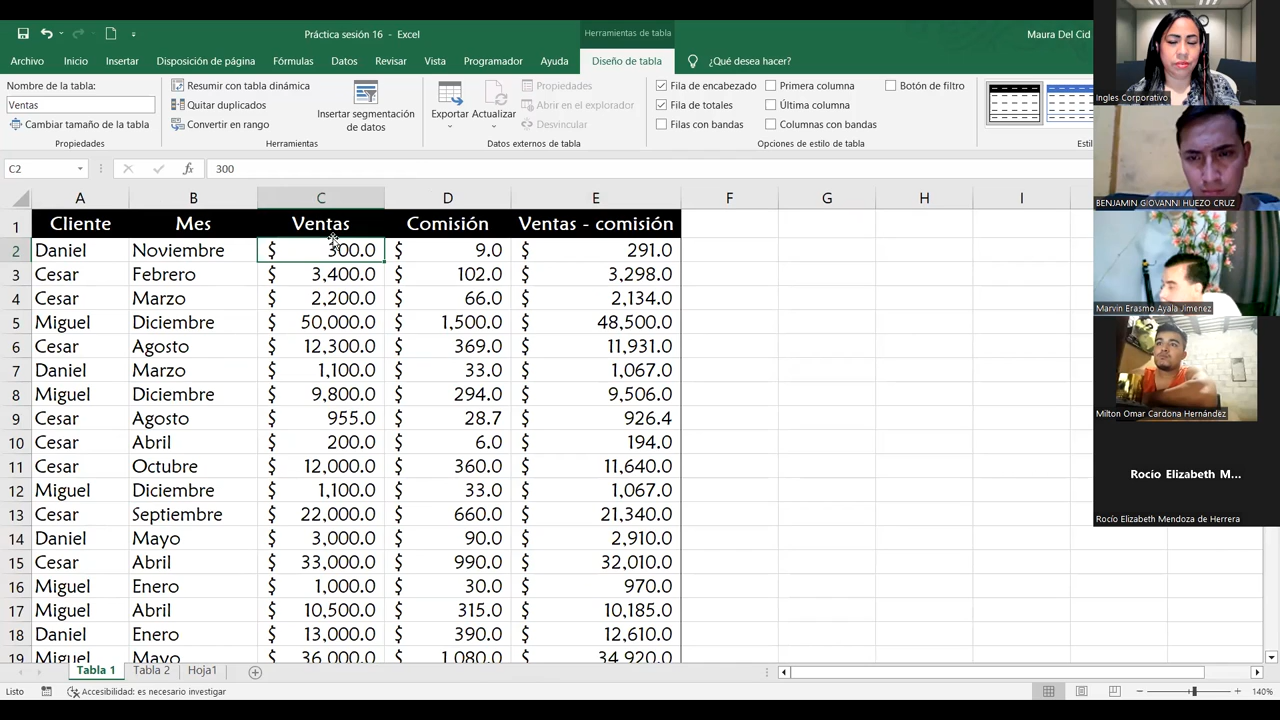 Práctica sesión 16 - Excel
Herramientas de tabla
Maura Del Cid
Archivo Inicio Insertar Disposición de página Fórmulas Datos Revisar Vista Programador Ayuda Diseño de tabla ¿Qué desea hacer?
Nombre de la tabla:
Ventas
Cambiar tamaño de la tabla
Propiedades
Resumir con tabla dinámica
Quitar duplicados
Convertir en rango
Insertar segmentación
de datos
Herramientas
Exportar Actualizar
Propiedades
Abrir en el explorador
Desvincular
Datos externos de tabla
Fila de encabezado Primera columna Botón de filtro
Fila de totales Última columna
Filas con bandas Columnas con bandas
Opciones de estilo de tabla
Estil
C2 fx 300
A B C D E F G H I
1 Cliente Mes Ventas Comisión Ventas - comisión
2 Daniel Noviembre $ 300.0 $ 9.0 $ 291.0
3 Cesar Febrero $ 3,400.0 $ 102.0 $ 3,298.0
4 Cesar Marzo $ 2,200.0 $ 66.0 $ 2,134.0
5 Miguel Diciembre $ 50,000.0 $ 1,500.0 $ 48,500.0
6 Cesar Agosto $ 12,300.0 $ 369.0 $ 11,931.0
7 Daniel Marzo $ 1,100.0 $ 33.0 $ 1,067.0
8 Miguel Diciembre $ 9,800.0 $ 294.0 $ 9,506.0
9 Cesar Agosto $ 955.0 $ 28.7 $ 926.4
10 Cesar Abril $ 200.0 $ 6.0 $ 194.0
11 Cesar Octubre $ 12,000.0 $ 360.0 $ 11,640.0
12 Miguel Diciembre $ 1,100.0 $ 33.0 $ 1,067.0
13 Cesar Septiembre $ 22,000.0 $ 660.0 $ 21,340.0
14 Daniel Mayo $ 3,000.0 $ 90.0 $ 2,910.0
15 Cesar Abril $ 33,000.0 $ 990.0 $ 32,010.0
16 Miguel Enero $ 1,000.0 $ 30.0 $ 970.0
17 Miguel Abril $ 10,500.0 $ 315.0 $ 10,185.0
18 Daniel Enero $ 13,000.0 $ 390.0 $ 12,610.0
19 Miguel Mayo $ 36,000.0 $ 1,080.0 $ 34,920.0
Tabla 1 Tabla 2 Hoja1
Listo Accesibilidad: es necesario investigar 140%
Ingles Corporativo
BENJAMIN GIOVANNI HUEZO CRUZ
Marvin Erasmo Ayala Jimenez
Milton Omar Cardona Hernández
Rocío Elizabeth M...
Rocío Elizabeth Mendoza de Herrera